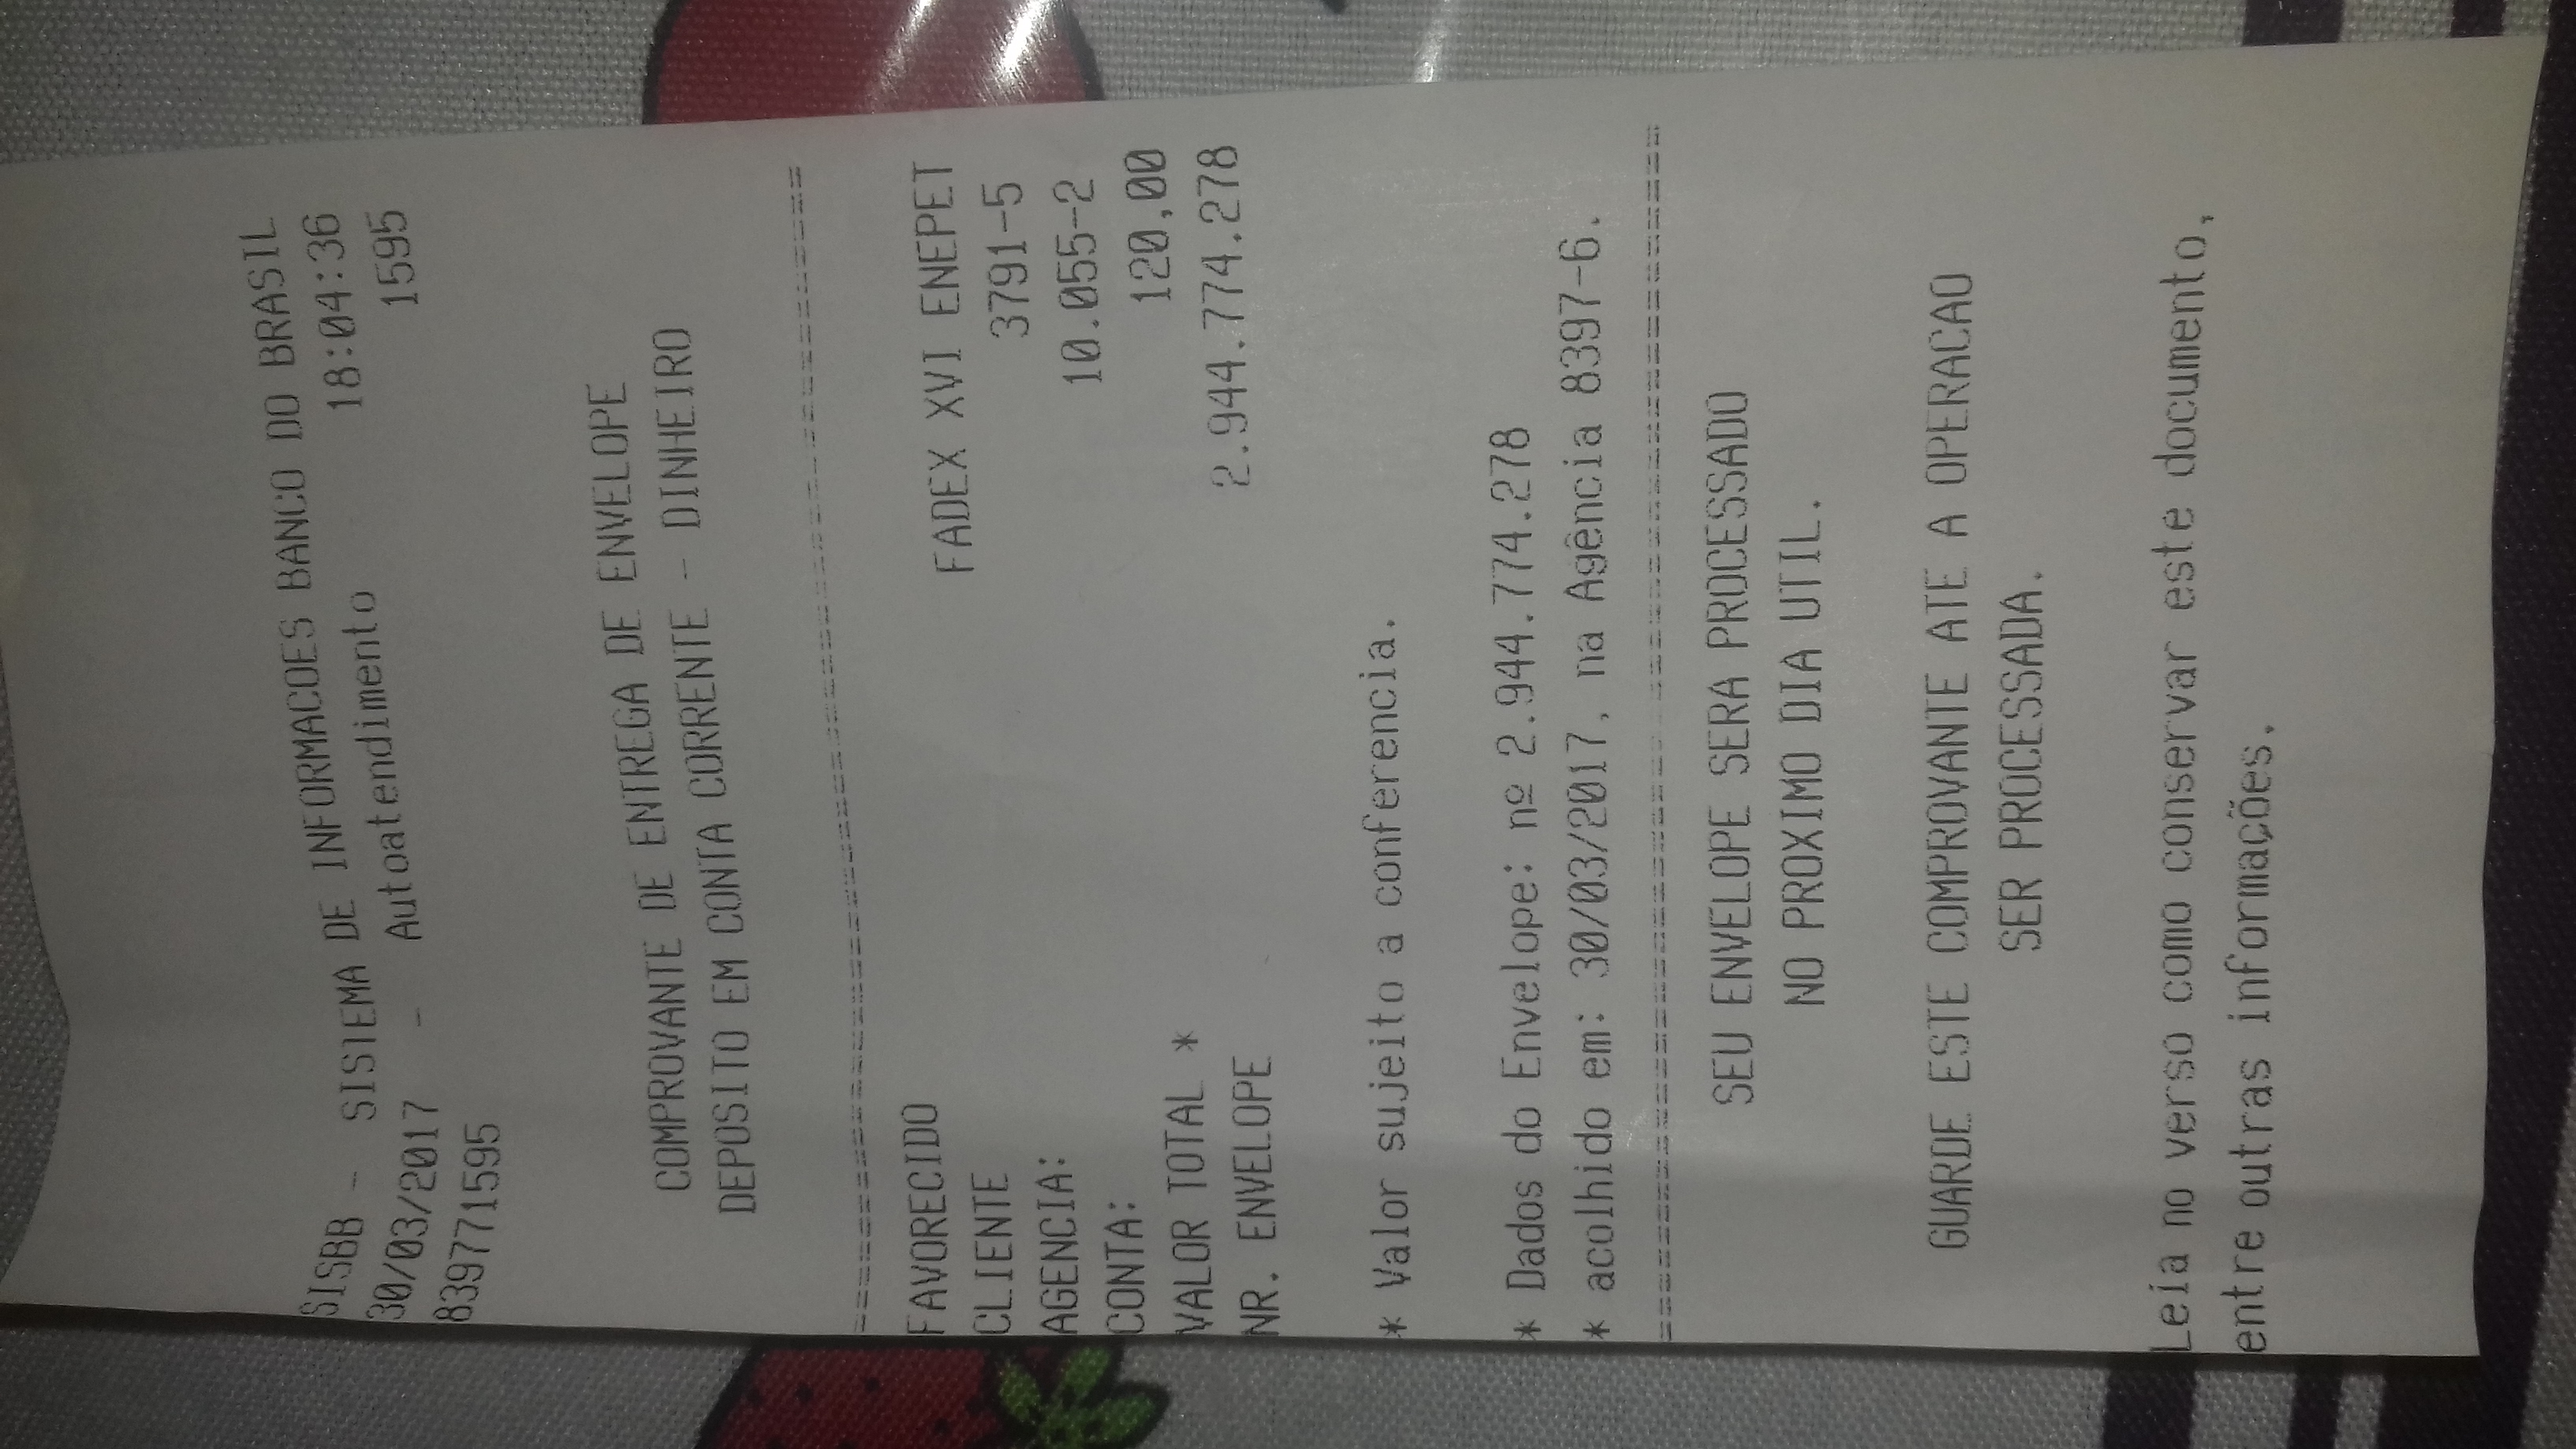 SISBB - SISTEMA DE INFORMACOES BANCO DO BRASIL
30/03/2017 - Autoatendimento 18:04:36
839771595 1595
COMPROVANTE DE ENTREGA DE ENVELOPE
DEPOSITO EM CONTA CORRENTE - DINHEIRO
================================================
FAVORECIDO
CLIENTE FADEX XVI ENEPET
AGENCIA: 3791-5
CONTA: 10.055-2
VALOR TOTAL * 120,00
NR. ENVELOPE 2.944.774.278
* Valor sujeito a conferencia.
* Dados do Envelope: nº 2.944.774.278
* acolhido em: 30/03/2017, na Agência 8397-6.
================================================
SEU ENVELOPE SERA PROCESSADO
NO PROXIMO DIA UTIL.
GUARDE ESTE COMPROVANTE ATE A OPERACAO
SER PROCESSADA.
Leia no verso como conservar este documento,
entre outras informações.